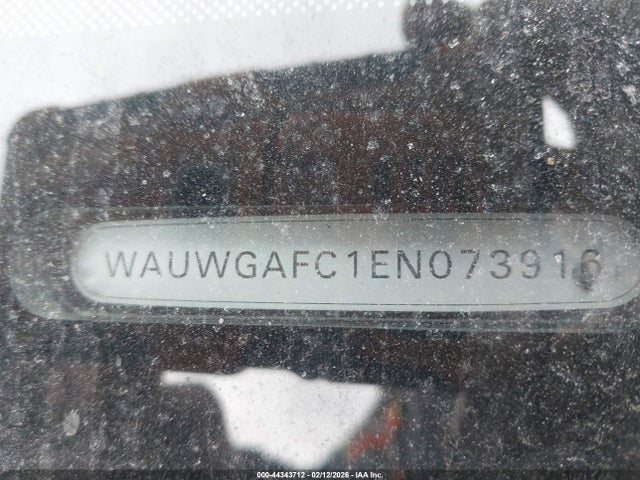 WAUWGAFC1EN073916
000-44343712 - 02/12/2026 - IAA Inc.